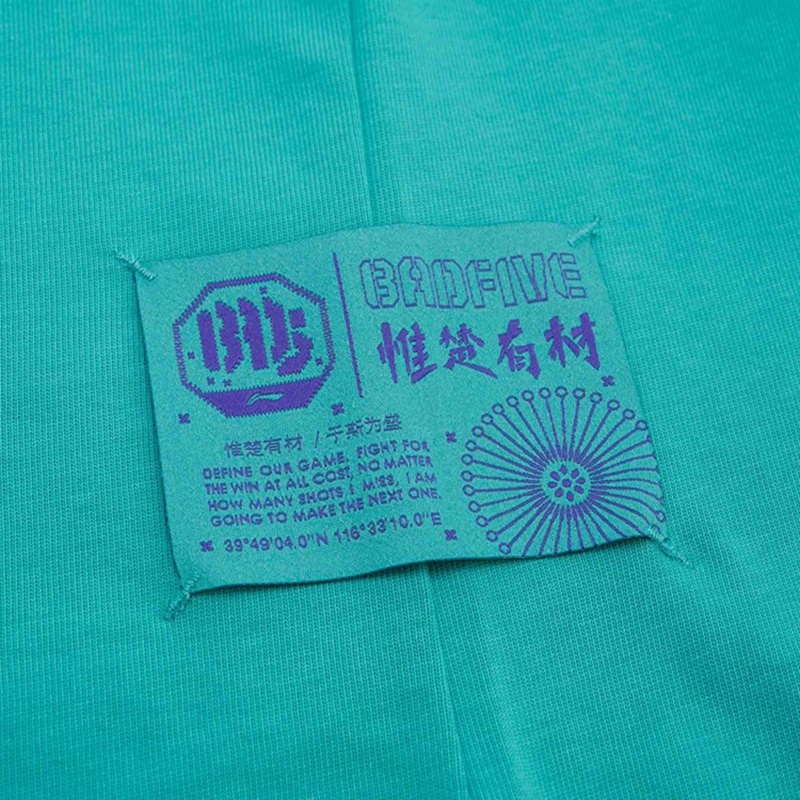 BAD5
BADFIVE
惟楚有材
惟楚有材 / 于斯为盛
DEFINE OUR GAME. FIGHT FOR
THE WIN AT ALL COST, NO MATTER
HOW MANY SHOTS I MISS, I AM
GOING TO MAKE THE NEXT ONE.
39°49'04.0"N 116°33'10.0"E